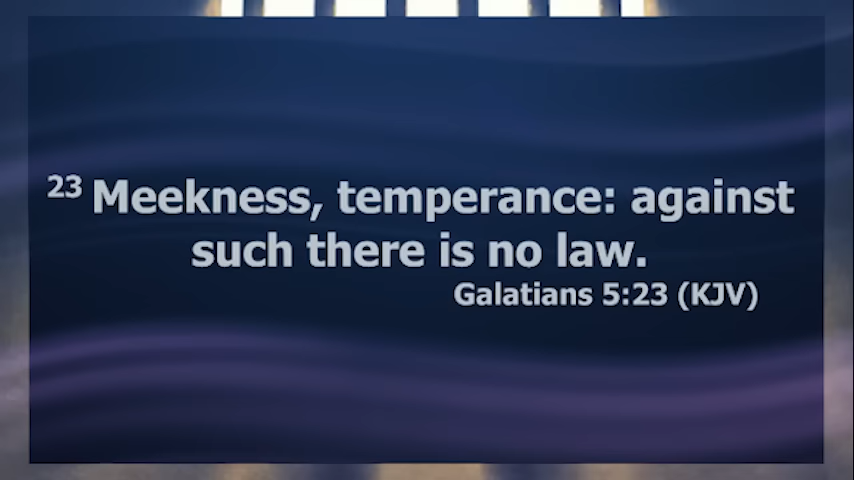 23 Meekness, temperance: against
such there is no law.
Galatians 5:23 (KJV)